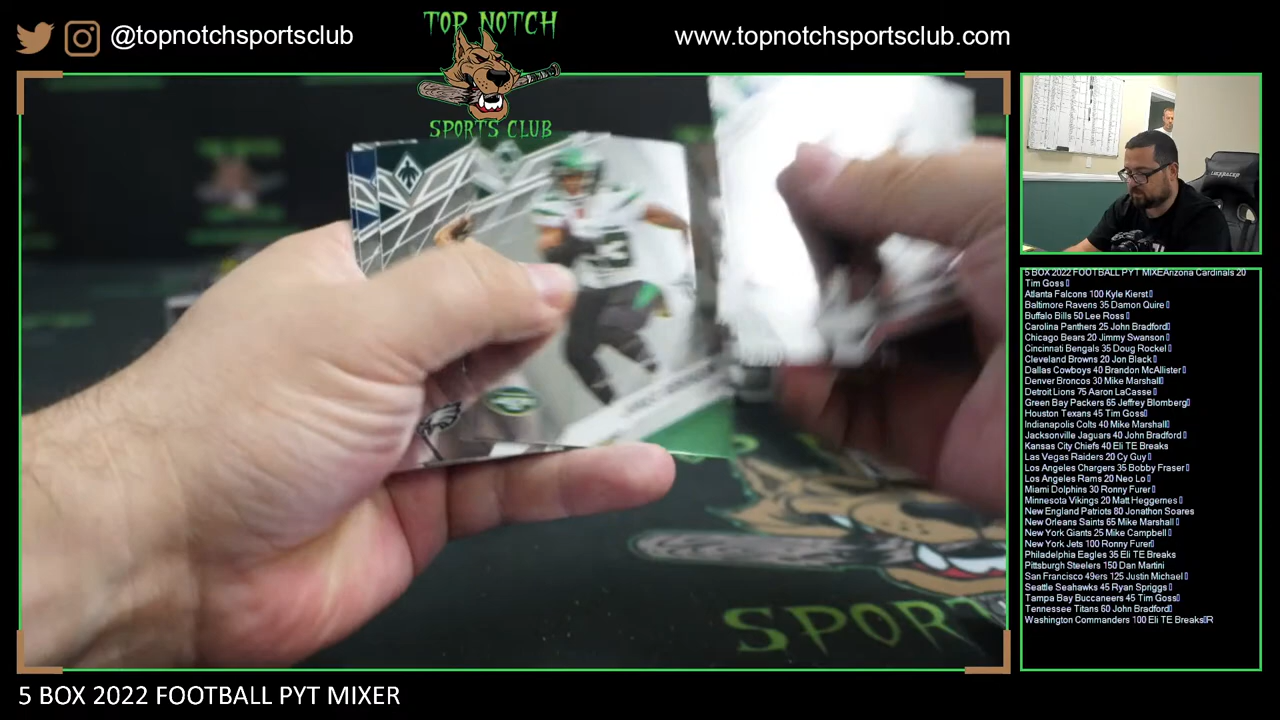 @topnotchsportsclub
TOP NOTCH
SPORTS CLUB
www.topnotchsportsclub.com
33
SPORT
5 BOX 2022 FOOTBALL PYT MIXEArizona Cardinals 20
Tim Goss
Atlanta Falcons 100 Kyle Kierst
Baltimore Ravens 35 Damon Quire
Buffalo Bills 50 Lee Ross
Carolina Panthers 25 John Bradford
Chicago Bears 20 Jimmy Swanson
Cincinnati Bengals 35 Doug Rockel
Cleveland Browns 20 Jon Black
Dallas Cowboys 40 Brandon McAllister
Denver Broncos 30 Mike Marshall
Detroit Lions 75 Aaron LaCasse
Green Bay Packers 65 Jeffrey Blomberg
Houston Texans 45 Tim Goss
Indianapolis Colts 40 Mike Marshall
Jacksonville Jaguars 40 John Bradford
Kansas City Chiefs 40 Eli TE Breaks
Las Vegas Raiders 20 Cy Guy
Los Angeles Chargers 35 Bobby Fraser
Los Angeles Rams 20 Neo Lo
Miami Dolphins 30 Ronny Furer
Minnesota Vikings 20 Matt Heggernes
New England Patriots 80 Jonathon Soares
New Orleans Saints 65 Mike Marshall
New York Giants 25 Mike Campbell
New York Jets 100 Ronny Furer
Philadelphia Eagles 35 Eli TE Breaks
Pittsburgh Steelers 150 Dan Martini
San Francisco 49ers 125 Justin Michael
Seattle Seahawks 45 Ryan Spriggs
Tampa Bay Buccaneers 45 Tim Goss
Tennessee Titans 60 John Bradford
Washington Commanders 100 Eli TE Breaks R
5 BOX 2022 FOOTBALL PYT MIXER